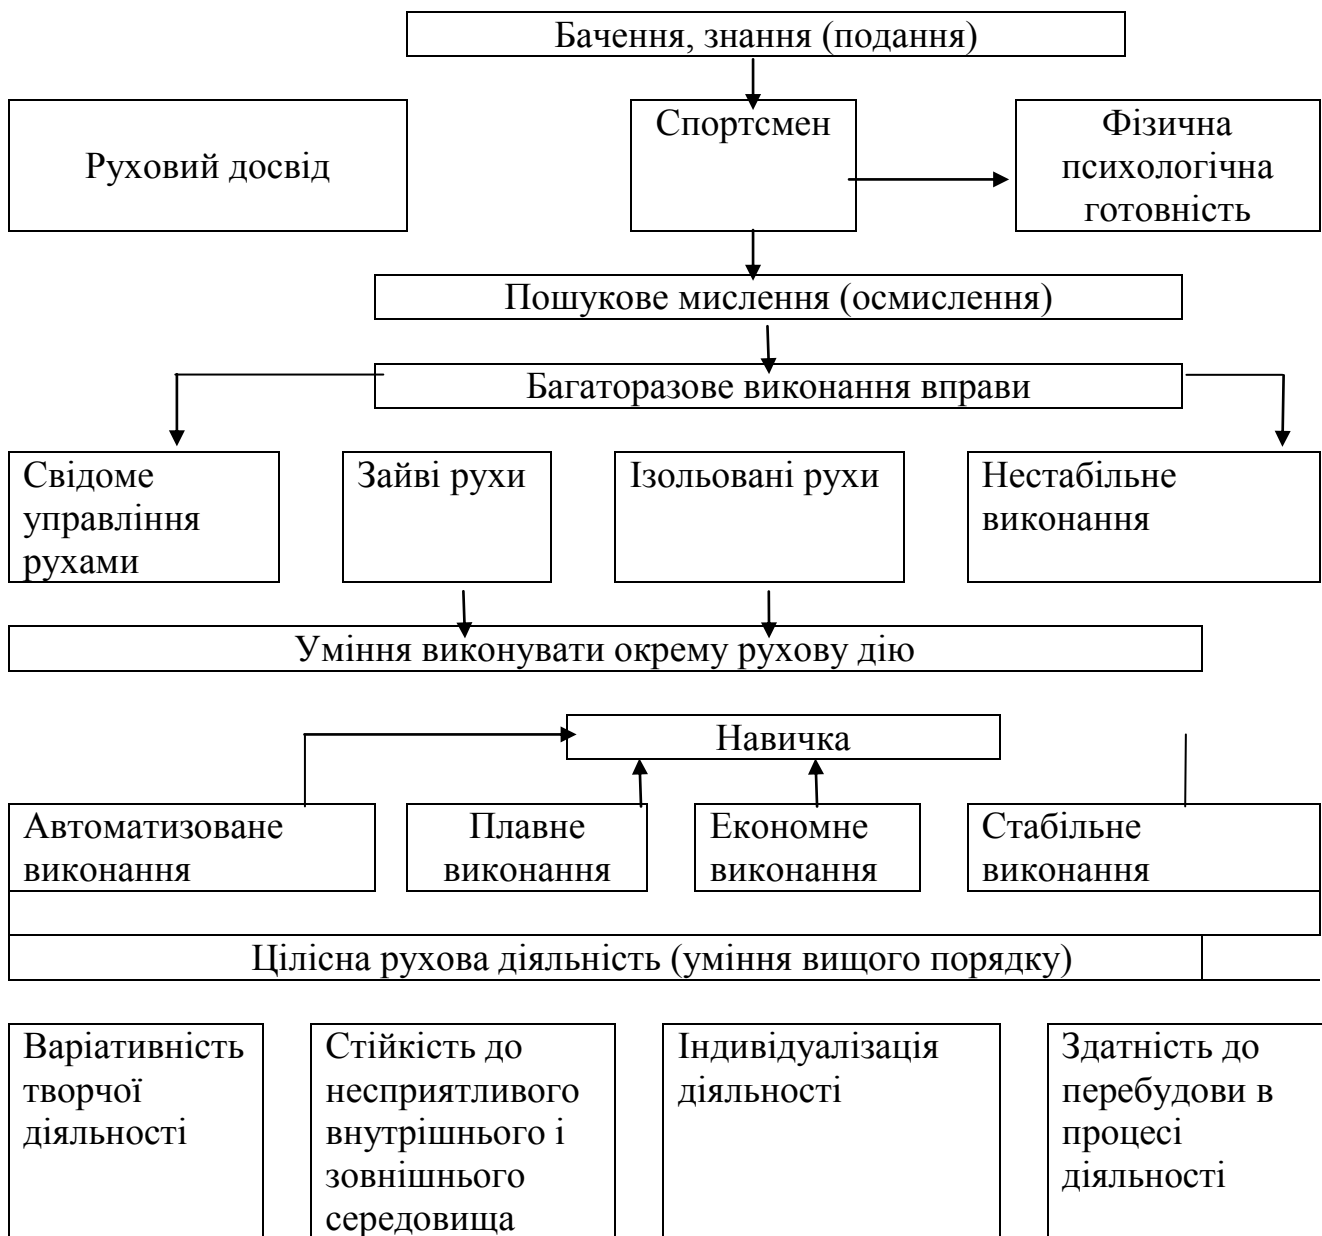 Бачення, знання (подання)
Руховий досвід
Спортсмен
Фізична
психологічна
готовність
Пошукове мислення (осмислення)
Багаторазове виконання вправи
Свідоме
управління
рухами
Зайві рухи
Ізольовані рухи
Нестабільне
виконання
Уміння виконувати окрему рухову дію
Навичка
Автоматизоване
виконання
Плавне
виконання
Економне
виконання
Стабільне
виконання
Цілісна рухова діяльність (уміння вищого порядку)
Варіативність
творчої
діяльності
Стійкість до
несприятливого
внутрішнього і
зовнішнього
середовища
Індивідуалізація
діяльності
Здатність до
перебудови в
процесі
діяльності